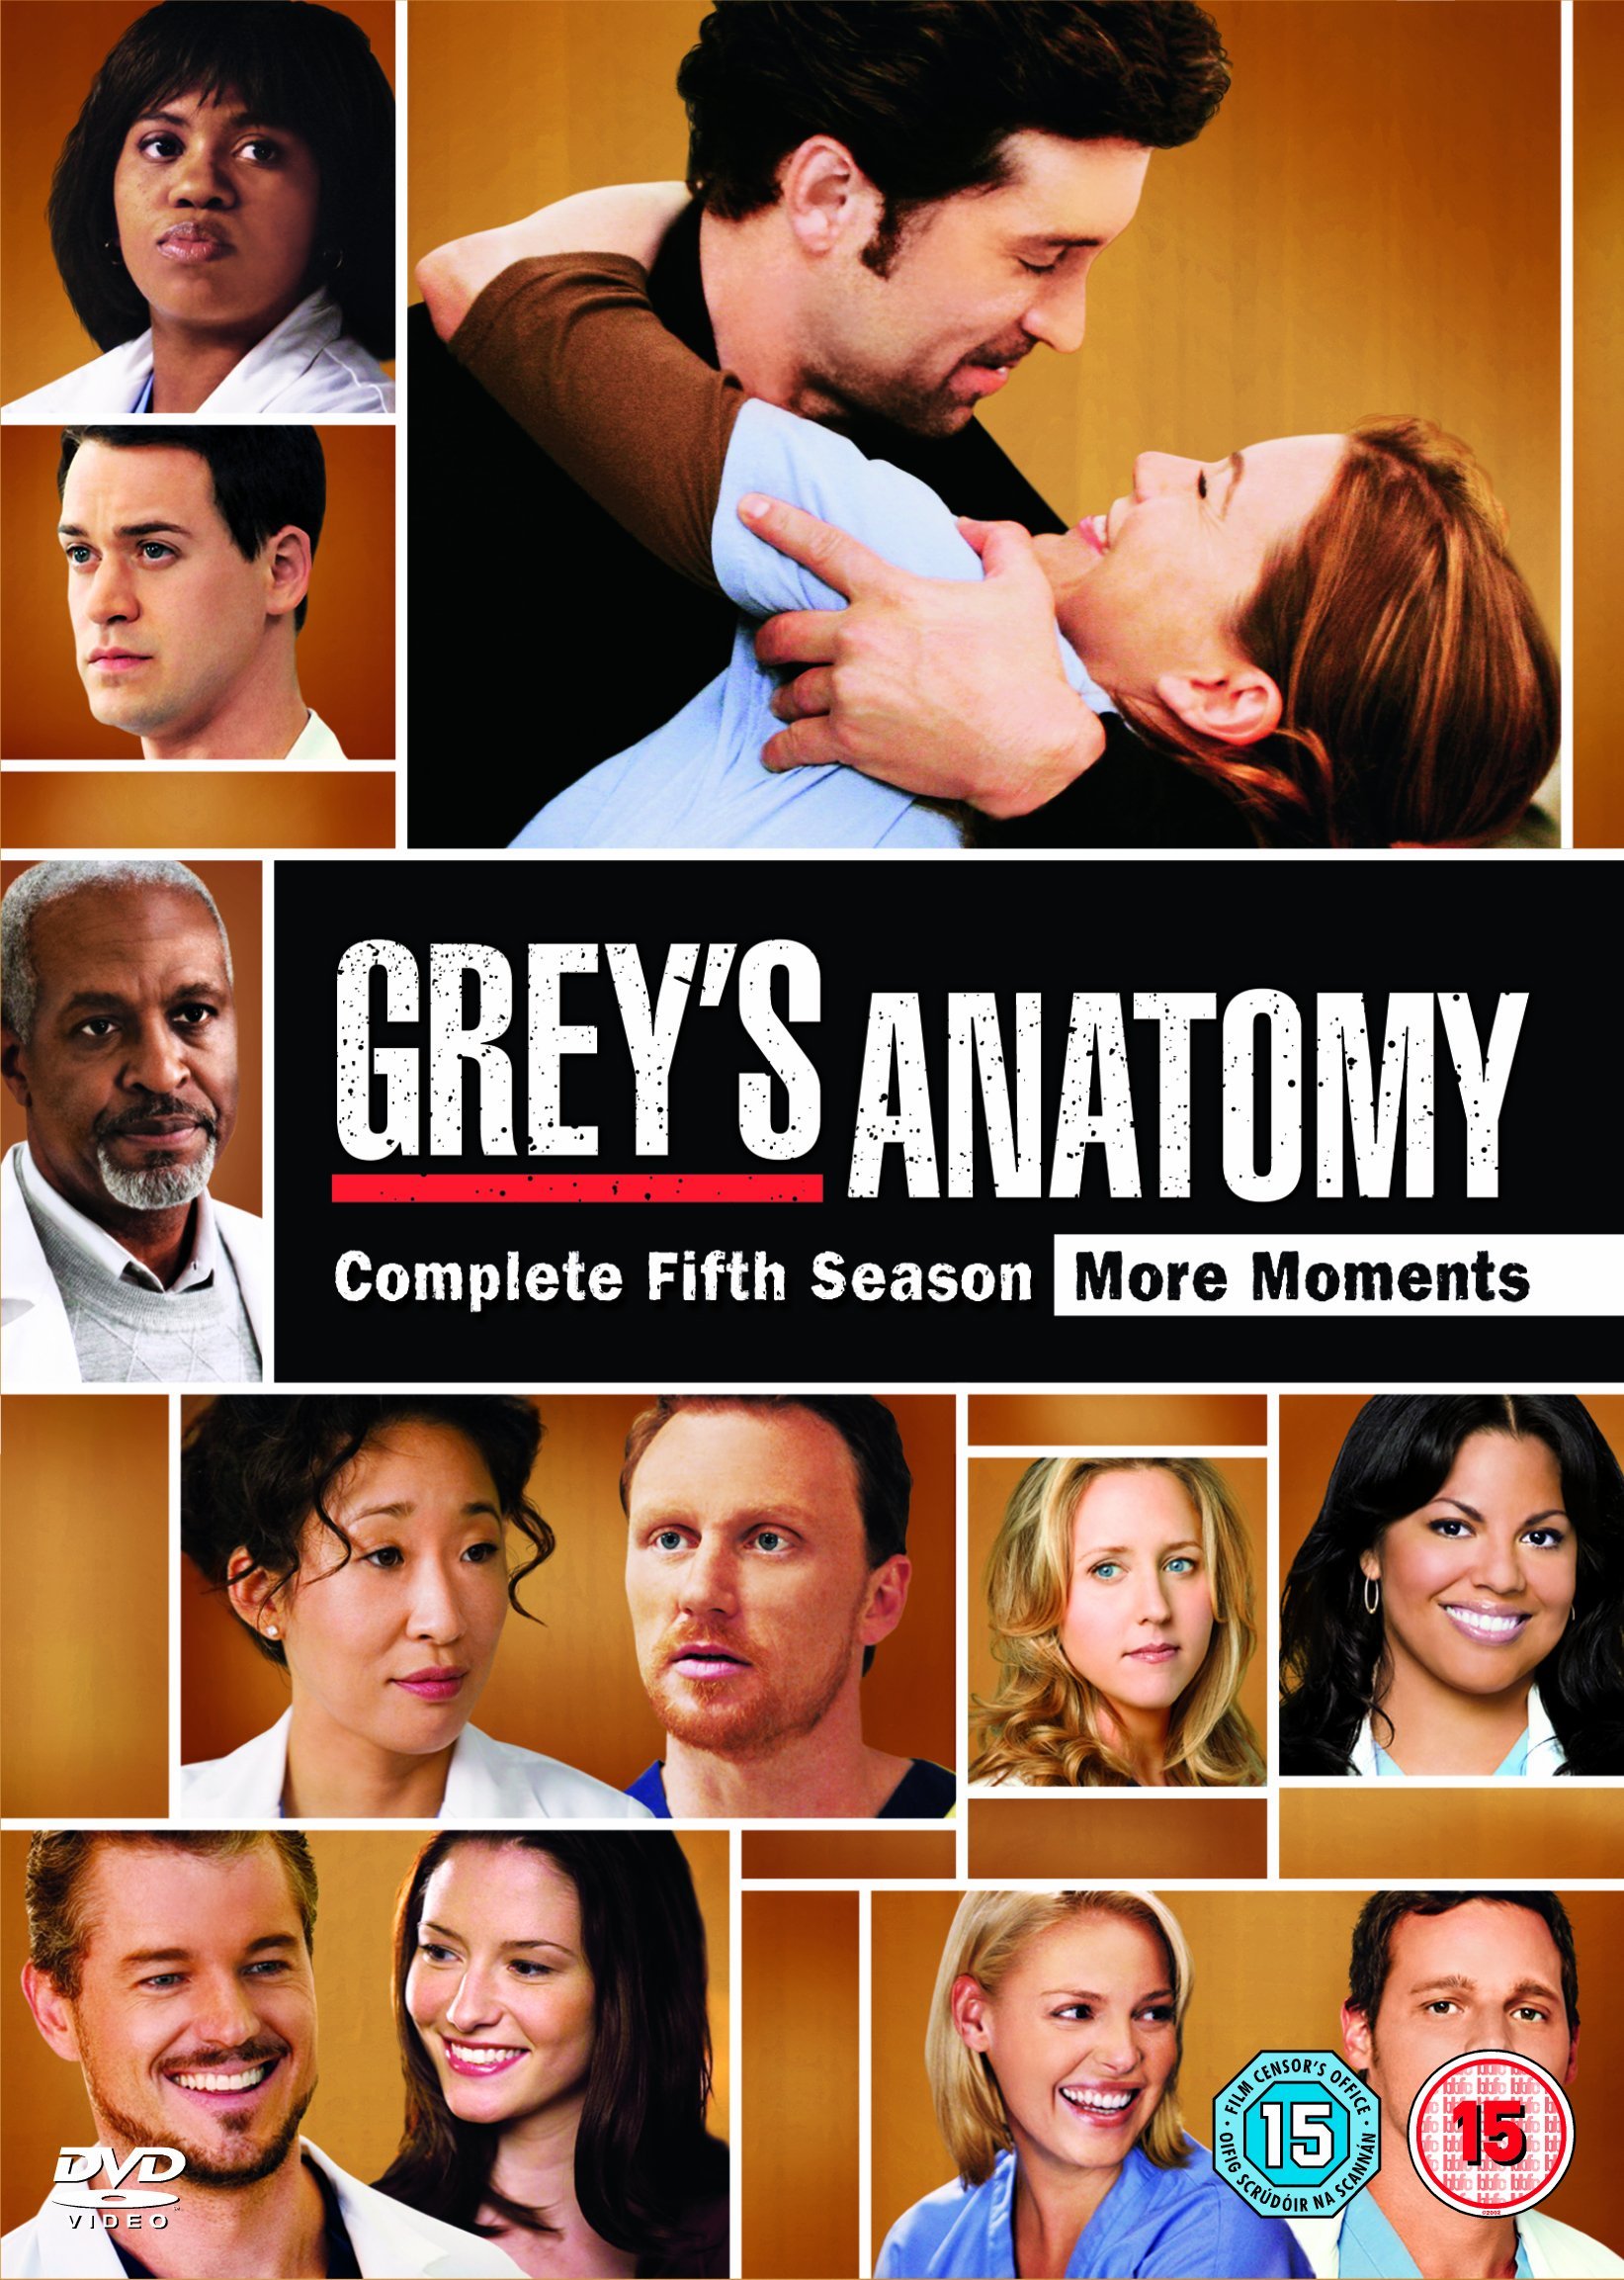 GREY'S ANATOMY
Complete Fifth Season More Moments
DVD
VIDEO
· FILM CENSOR'S OFFICE ·
15
OIFIG SCRÚDÓIR NA SCANNÁN
15